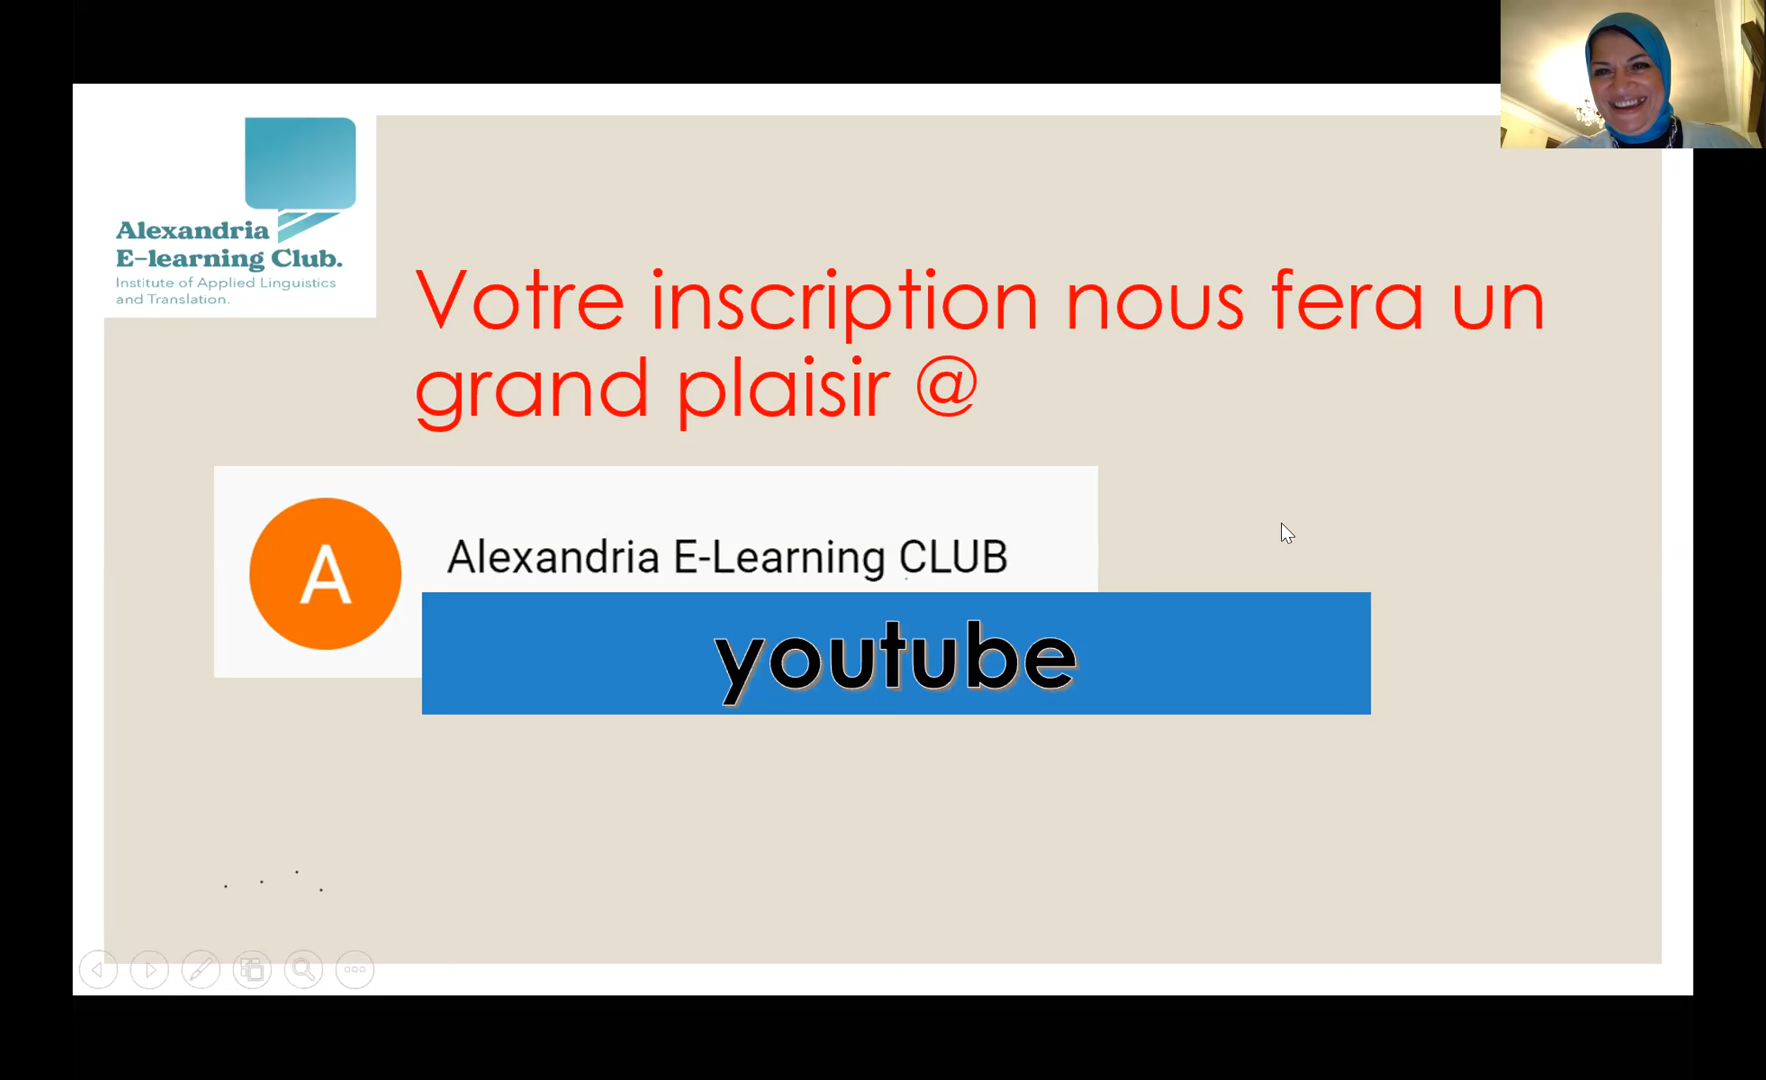 Alexandria
E-learning Club.
Institute of Applied Linguistics
and Translation.
Votre inscription nous fera un
grand plaisir @
A
Alexandria E-Learning CLUB
youtube